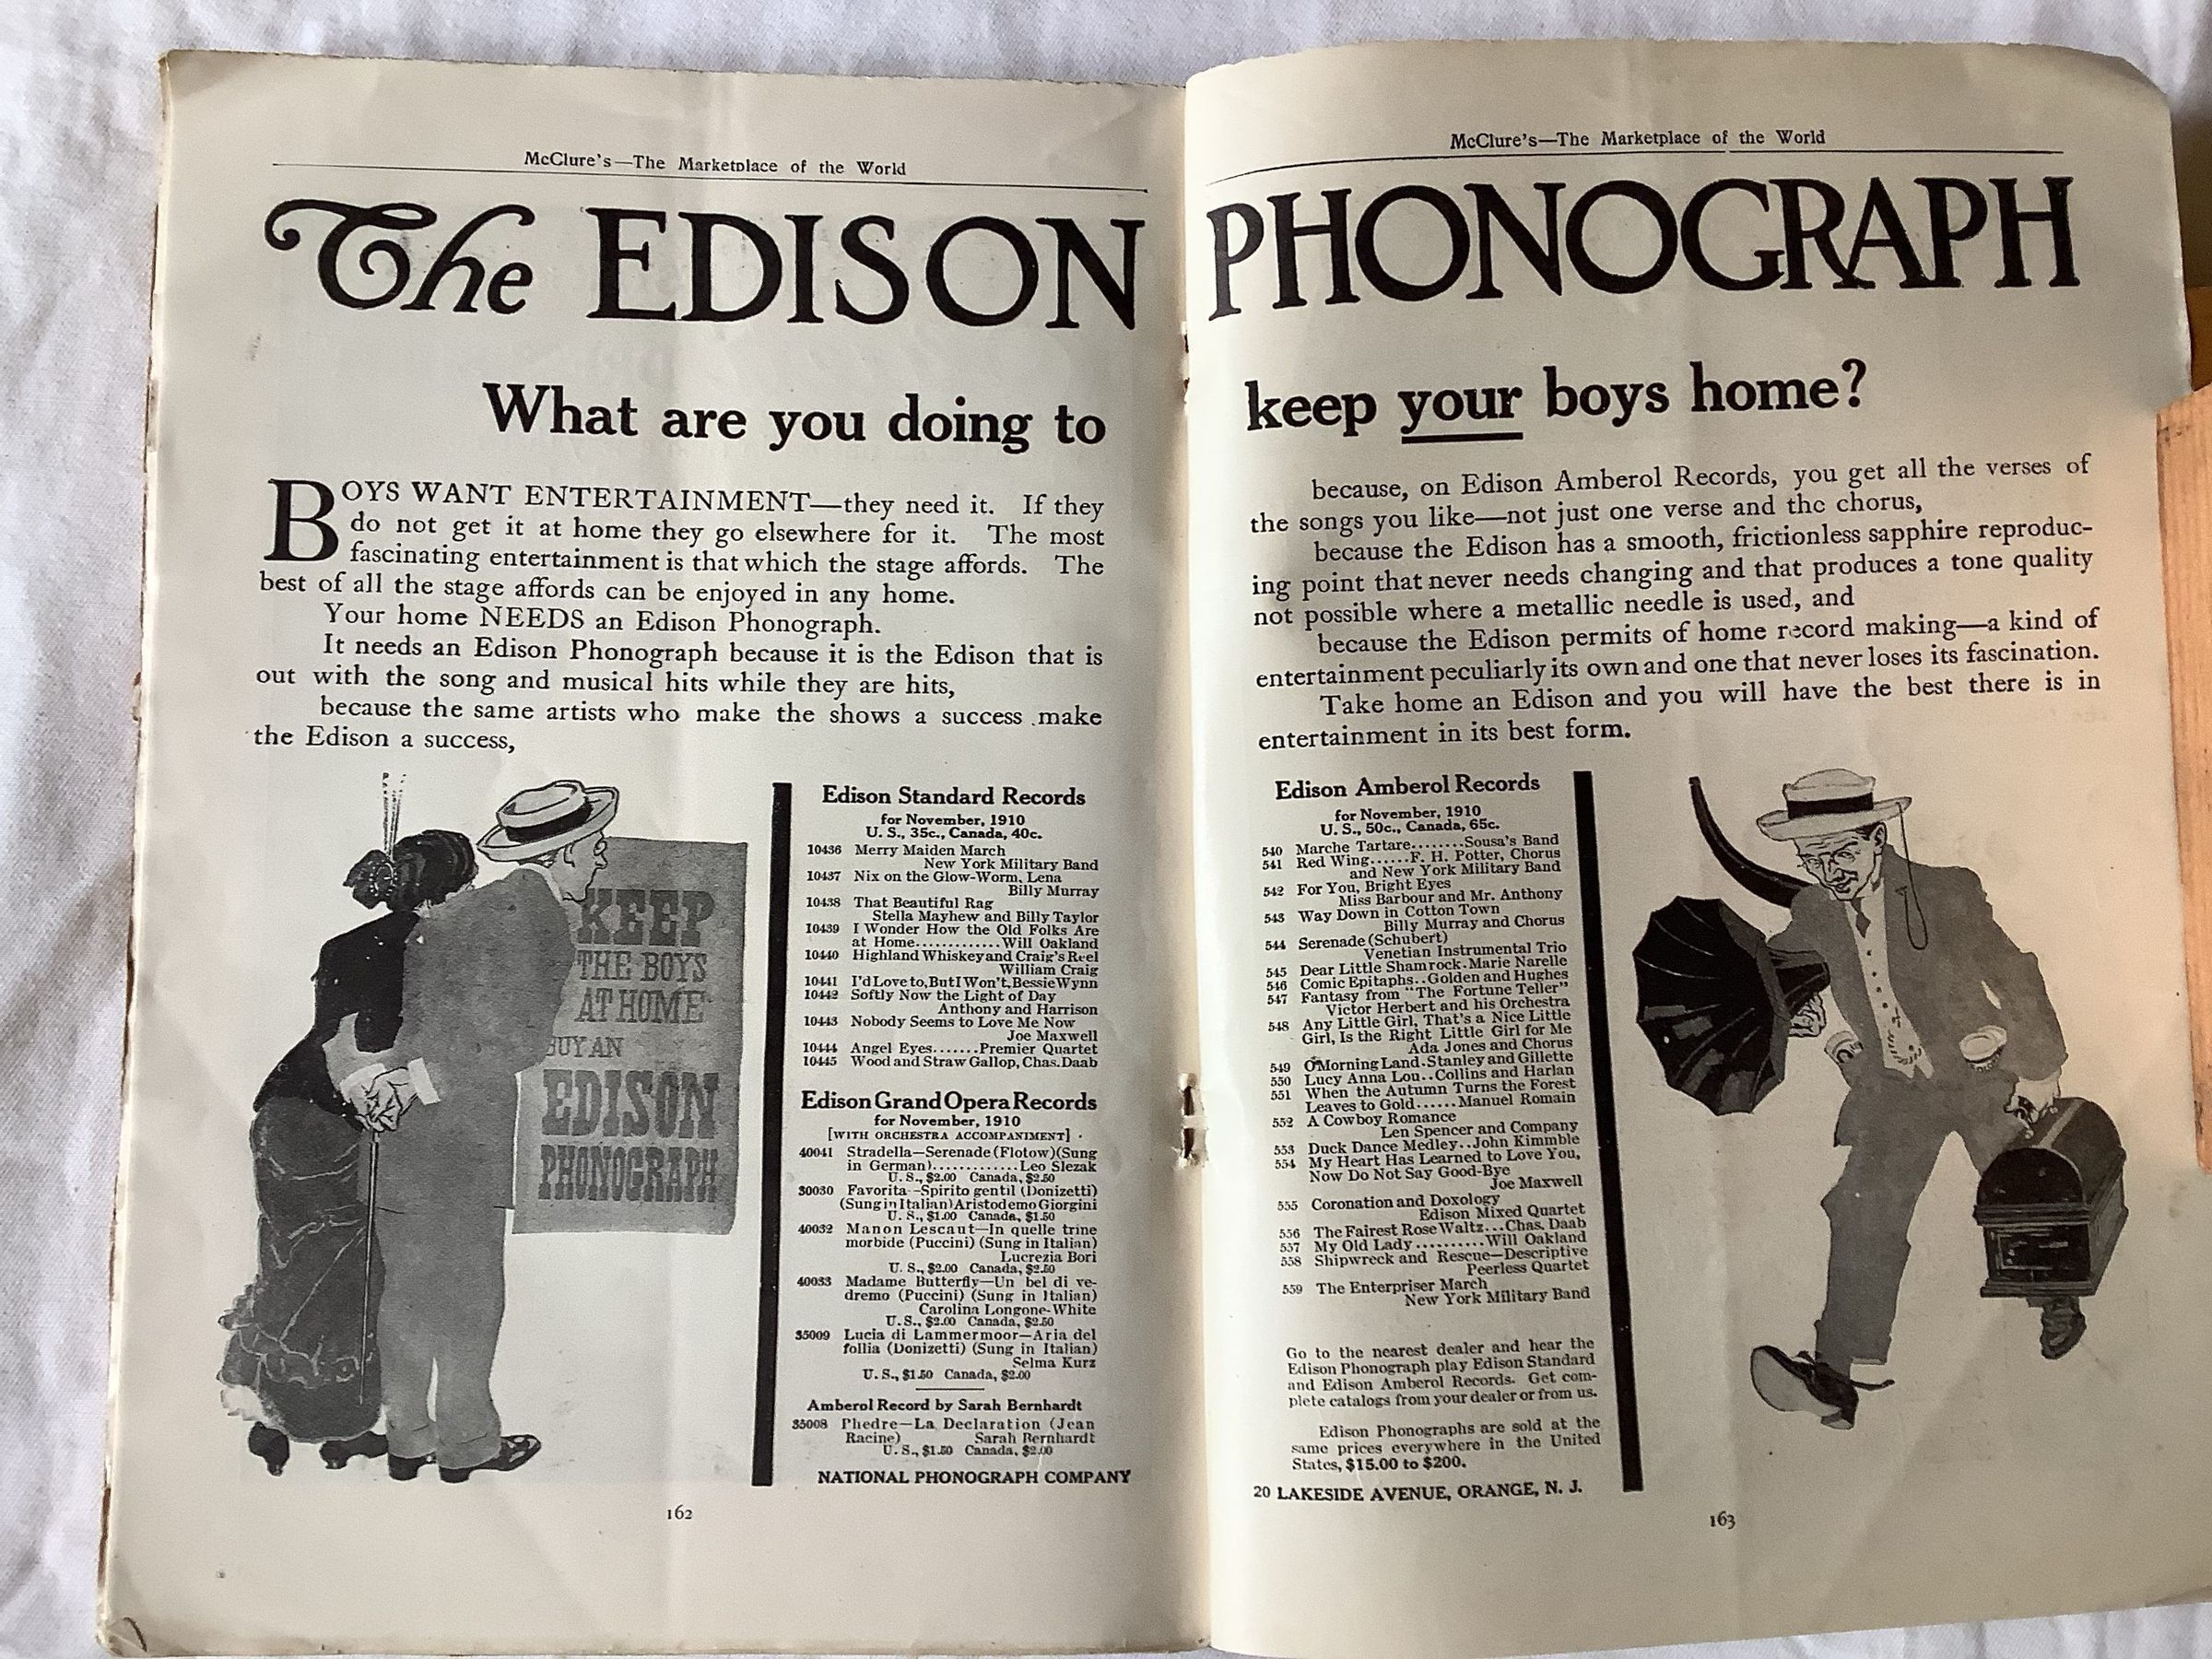 McClure's—The Marketplace of the World
The EDISON
What are you doing to
BOYS WANT ENTERTAINMENT—they need it. If they
do not get it at home they go elsewhere for it. The most
fascinating entertainment is that which the stage affords. The
best of all the stage affords can be enjoyed in any home.
Your home NEEDS an Edison Phonograph.
It needs an Edison Phonograph because it is the Edison that is
out with the song and musical hits while they are hits,
because the same artists who make the shows a success make
the Edison a success,
KEEP
THE BOYS
AT HOME
BUY AN
EDISON
PHONOGRAPH
Edison Standard Records
for November, 1910
U. S., 35c., Canada, 40c.
10436 Merry Maiden March
New York Military Band
10437 Nix on the Glow-Worm, Lena
Billy Murray
10438 That Beautiful Rag
Stella Mayhew and Billy Taylor
10439 I Wonder How the Old Folks Are
at Home.............Will Oakland
10440 Highland Whiskey and Craig's Reel
William Craig
10441 I'd Love to, But I Won't, Bessie Wynn
10442 Softly Now the Light of Day
Anthony and Harrison
10443 Nobody Seems to Love Me Now
Joe Maxwell
10444 Angel Eyes.......Premier Quartet
10445 Wood and Straw Gallop, Chas. Daab
Edison Grand Opera Records
for November, 1910
[WITH ORCHESTRA ACCOMPANIMENT]
40041 Stradella—Serenade (Flotow) (Sung
in German).............Leo Slezak
U. S., $2.00 Canada, $2.50
30030 Favorita--Spirito gentil (Donizetti)
(Sung in Italian) Aristodemo Giorgini
U. S., $1.00 Canada, $1.50
40032 Manon Lescaut—In quelle trine
morbide (Puccini) (Sung in Italian)
Lucrezia Bori
U. S., $2.00 Canada, $2.50
40033 Madame Butterfly—Un bel di ve-
dremo (Puccini) (Sung in Italian)
Carolina Longone-White
U. S., $2.00 Canada, $2.50
35009 Lucia di Lammermoor—Aria del
follia (Donizetti) (Sung in Italian)
Selma Kurz
U. S., $1.50 Canada, $2.00
Amberol Record by Sarah Bernhardt
35008 Phedre—La Declaration (Jean
Racine) Sarah Bernhardt
U. S., $1.50 Canada, $2.00
NATIONAL PHONOGRAPH COMPANY
162
McClure's—The Marketplace of the World
PHONOGRAPH
keep your boys home?
because, on Edison Amberol Records, you get all the verses of
the songs you like—not just one verse and the chorus,
because the Edison has a smooth, frictionless sapphire reproduc-
ing point that never needs changing and that produces a tone quality
not possible where a metallic needle is used, and
because the Edison permits of home record making—a kind of
entertainment peculiarly its own and one that never loses its fascination.
Take home an Edison and you will have the best there is in
entertainment in its best form.
Edison Amberol Records
for November, 1910
U. S., 50c., Canada, 65c.
540 Marche Tartare........Sousa's Band
541 Red Wing......F. H. Potter, Chorus
and New York Military Band
542 For You, Bright Eyes
Miss Barbour and Mr. Anthony
543 Way Down in Cotton Town
Billy Murray and Chorus
544 Serenade (Schubert)
Venetian Instrumental Trio
545 Dear Little Shamrock. Marie Narelle
546 Comic Epitaphs..Golden and Hughes
547 Fantasy from "The Fortune Teller"
Victor Herbert and his Orchestra
548 Any Little Girl, That's a Nice Little
Girl, Is the Right Little Girl for Me
Ada Jones and Chorus
549 O'Morning Land. Stanley and Gillette
550 Lucy Anna Lou..Collins and Harlan
551 When the Autumn Turns the Forest
Leaves to Gold......Manuel Romain
552 A Cowboy Romance
Len Spencer and Company
553 Duck Dance Medley..John Kimmble
554 My Heart Has Learned to Love You,
Now Do Not Say Good-Bye
Joe Maxwell
555 Coronation and Doxology
Edison Mixed Quartet
556 The Fairest Rose Waltz...Chas. Daab
557 My Old Lady..........Will Oakland
558 Shipwreck and Rescue—Descriptive
Peerless Quartet
559 The Enterpriser March
New York Military Band
Go to the nearest dealer and hear the
Edison Phonograph play Edison Standard
and Edison Amberol Records. Get com-
plete catalogs from your dealer or from us.
Edison Phonographs are sold at the
same prices everywhere in the United
States, $15.00 to $200.
20 LAKESIDE AVENUE, ORANGE, N. J.
163